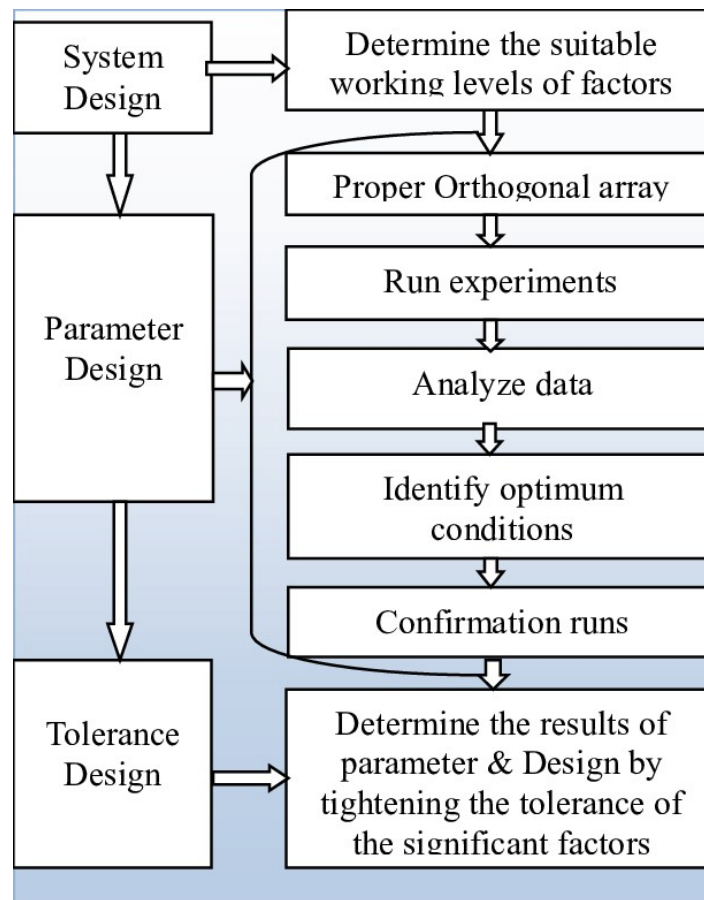 System
Design
Determine the suitable
working levels of factors
Proper Orthogonal array
Run experiments
Parameter
Design
Analyze data
Identify optimum
conditions
Confirmation runs
Tolerance
Design
Determine the results of
parameter & Design by
tightening the tolerance of
the significant factors